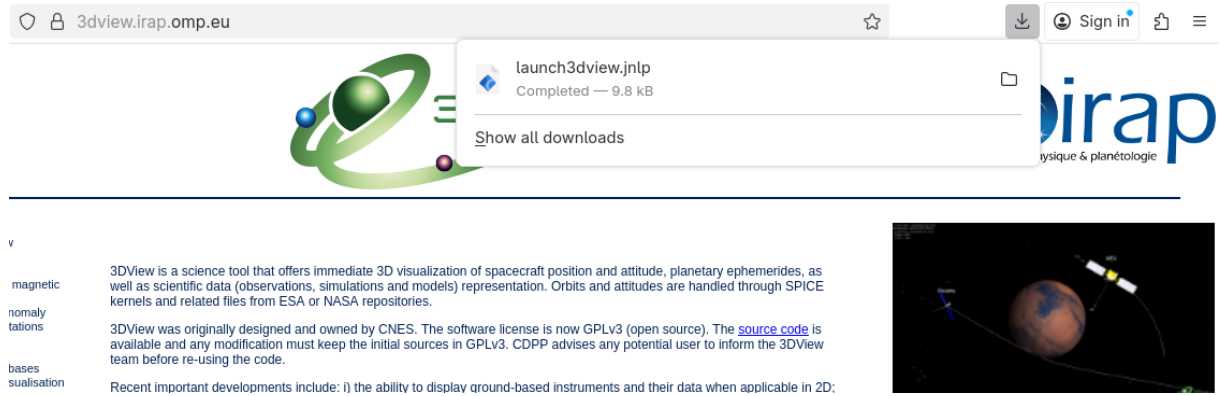 3dview.irap.omp.eu
Sign in
launch3dview.jnlp
Completed — 9.8 kB
Show all downloads
3
irap
ysique & planétologie
w
magnetic
nomaly
tations
bases
sualisation
3DView is a science tool that offers immediate 3D visualization of spacecraft position and attitude, planetary ephemerides, as
well as scientific data (observations, simulations and models) representation. Orbits and attitudes are handled through SPICE
kernels and related files from ESA or NASA repositories.
3DView was originally designed and owned by CNES. The software license is now GPLv3 (open source). The source code is
available and any modification must keep the initial sources in GPLv3. CDPP advises any potential user to inform the 3DView
team before re-using the code.
Recent important developments include: i) the ability to display ground-based instruments and their data when applicable in 2D;
MEX